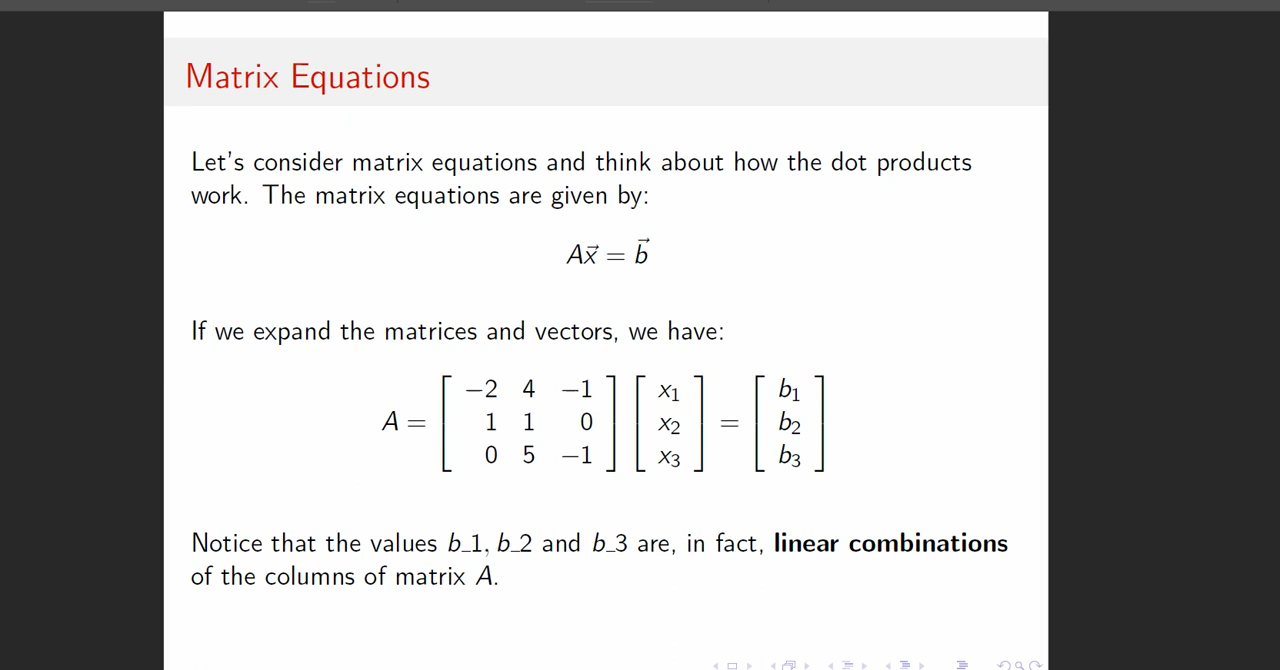 Matrix Equations
Let's consider matrix equations and think about how the dot products
work. The matrix equations are given by:
Ax⃗ = b⃗
If we expand the matrices and vectors, we have:
−2 4 −1 x₁ b₁
A = 1 1 0 x₂ = b₂
0 5 −1 x₃ b₃
Notice that the values b_1, b_2 and b_3 are, in fact, linear combinations
of the columns of matrix A.